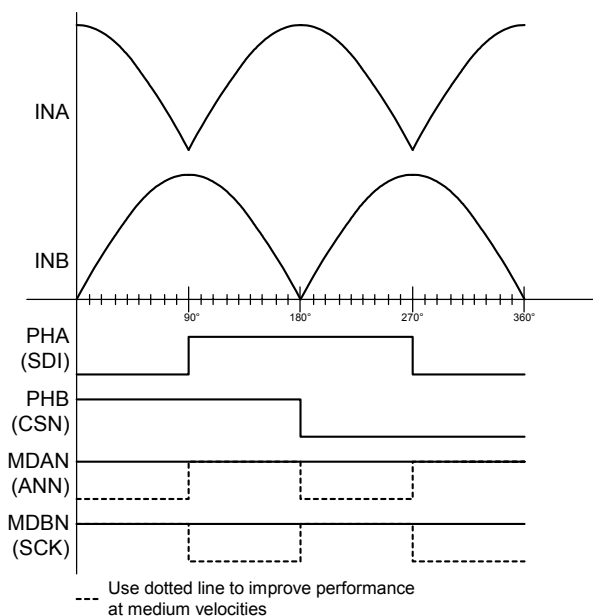 INA
INB
90°
180°
270°
360°
PHA
(SDI)
PHB
(CSN)
MDAN
(ANN)
MDBN
(SCK)
Use dotted line to improve performance
at medium velocities